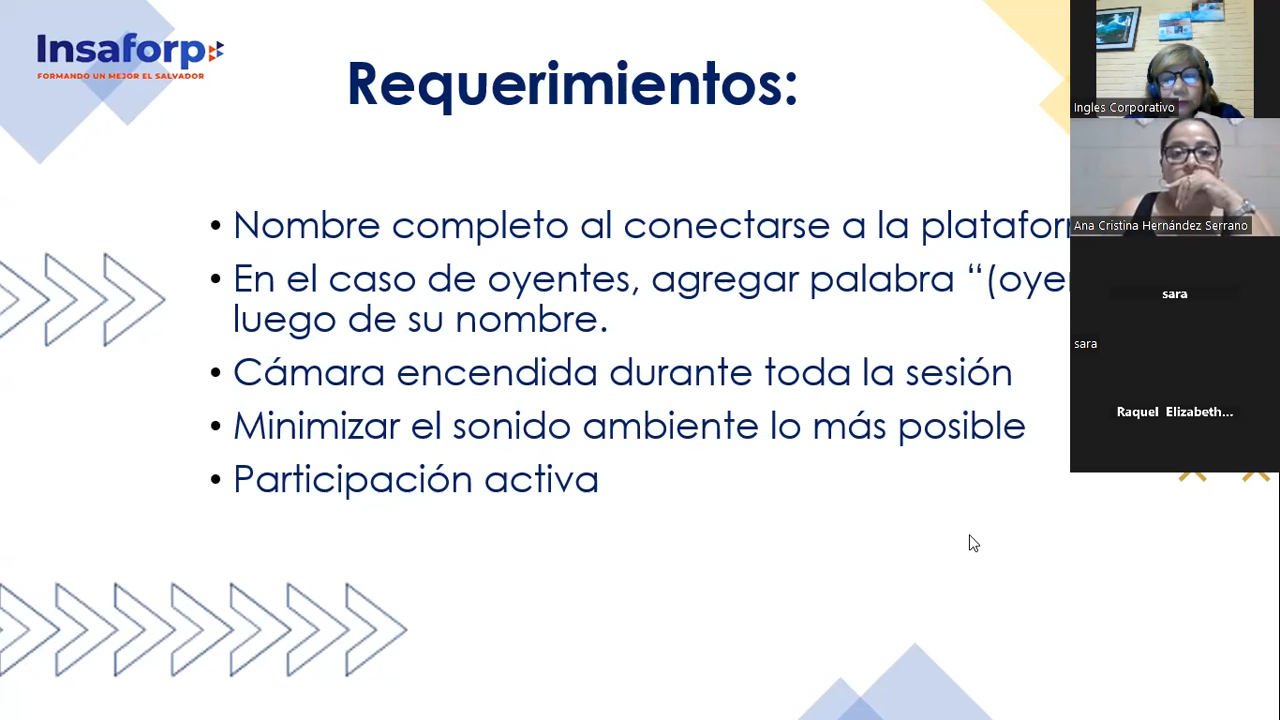 Insaforp
FORMANDO UN MEJOR EL SALVADOR
Requerimientos:
• Nombre completo al conectarse a la platafor
• En el caso de oyentes, agregar palabra “(oye
luego de su nombre.
• Cámara encendida durante toda la sesión
• Minimizar el sonido ambiente lo más posible
• Participación activa
Ingles Corporativo
Ana Cristina Hernández Serrano
sara
sara
Raquel Elizabeth...